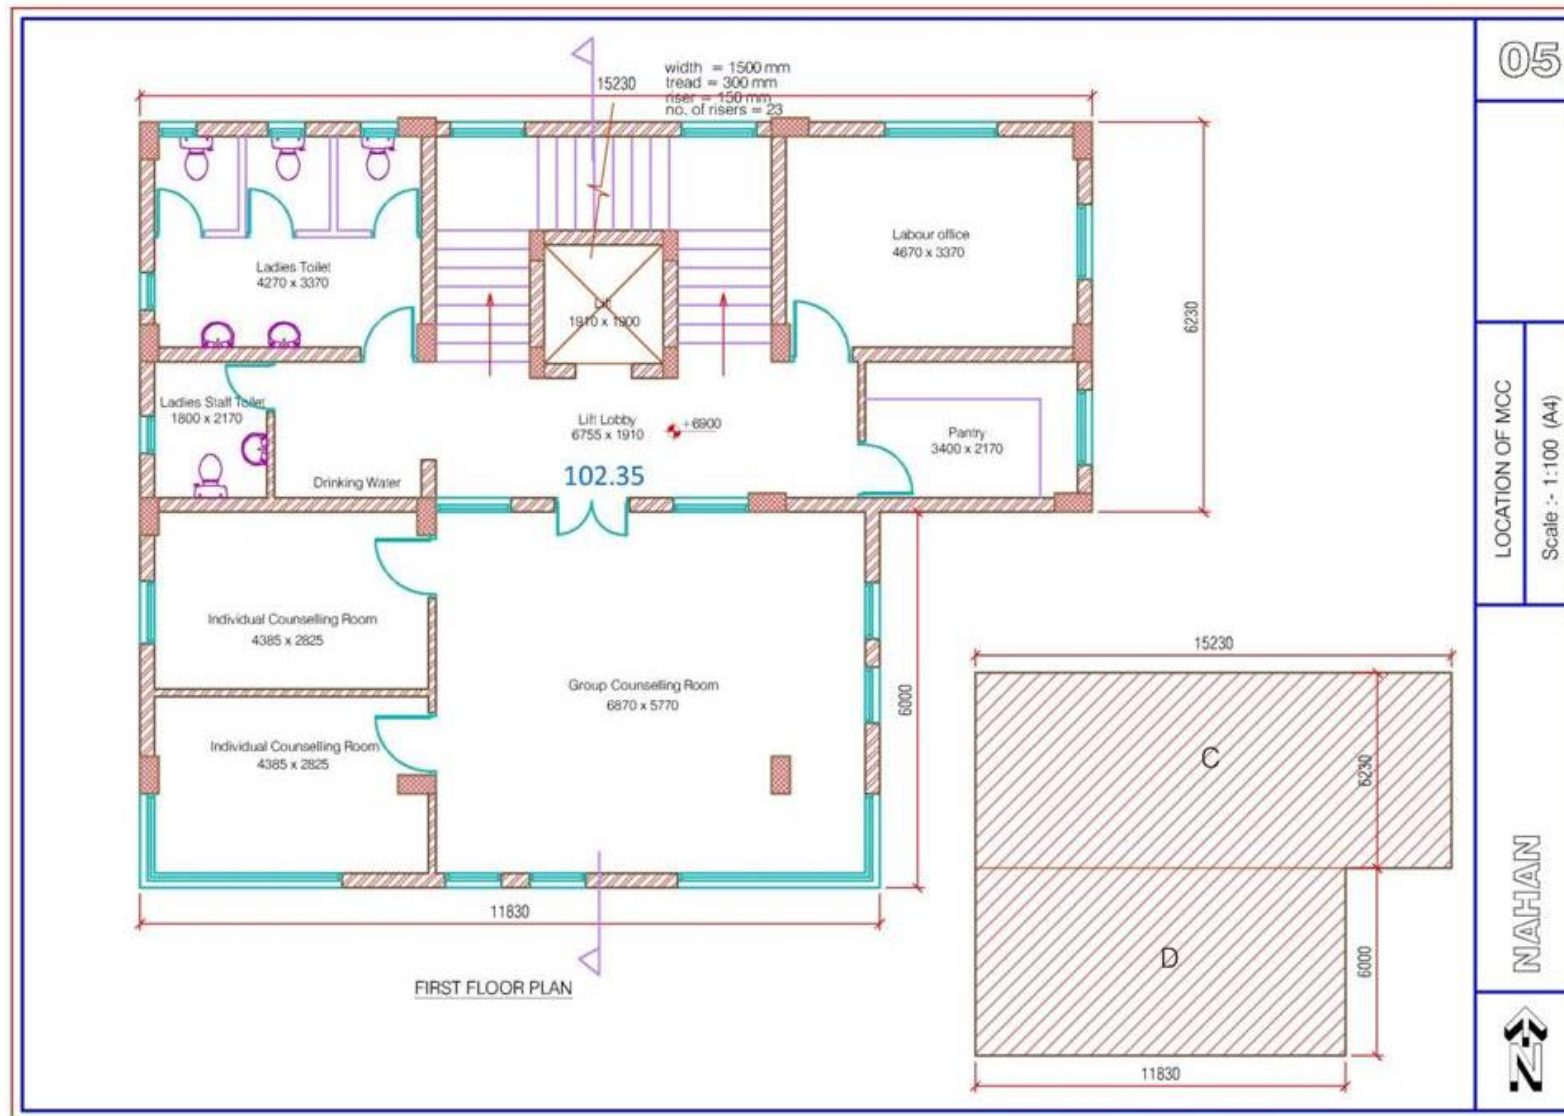 05
width = 1500 mm
15230
tread = 300 mm
riser = 150 mm
no. of risers = 23
Labour office
4670 x 3370
Ladies Toilet
4270 x 3370
Lift
1910 x 1900
6230
Ladies Staff Toilet
1800 x 2170
Lift Lobby
6755 x 1910
+6900
Pantry
3400 x 2170
102.35
Drinking Water
LOCATION OF MCC
Scale :- 1:100 (A4)
Individual Counselling Room
4385 x 2825
Group Counselling Room
6870 x 5770
6000
Individual Counselling Room
4385 x 2825
11830
FIRST FLOOR PLAN
15230
C
6230
D
6000
11830
NAHAN
N